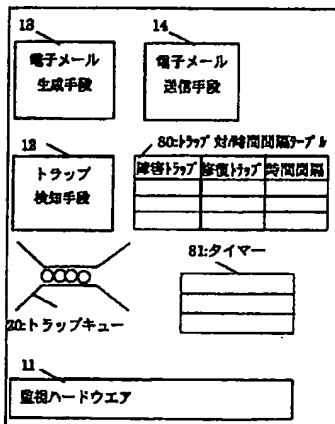 13
電子メール
生成手段
14
電子メール
送信手段
12
トラップ
検知手段
80:トラップ 対/時間間隔テーブル
障害トラップ 修復トラップ 時間間隔
20:トラップキュー
81:タイマー
11
監視ハードウエア